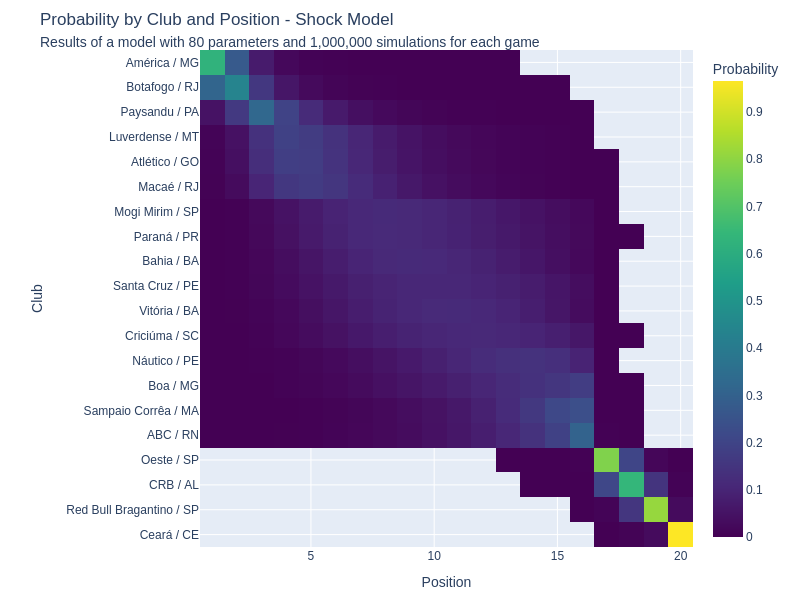 Probability by Club and Position - Shock Model
Results of a model with 80 parameters and 1,000,000 simulations for each game
Probability
América / MG
Botafogo / RJ
Paysandu / PA
Luverdense / MT
Atlético / GO
Macaé / RJ
Mogi Mirim / SP
Paraná / PR
Bahia / BA
Santa Cruz / PE
Vitória / BA
Criciúma / SC
Náutico / PE
Boa / MG
Sampaio Corrêa / MA
ABC / RN
Oeste / SP
CRB / AL
Red Bull Bragantino / SP
Ceará / CE
Club
0.9
0.8
0.7
0.6
0.5
0.4
0.3
0.2
0.1
0
5 10 15 20
Position